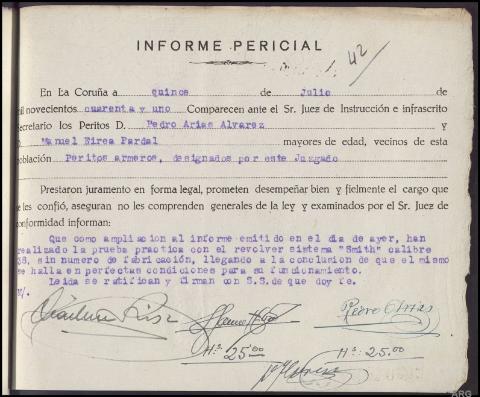 INFORME PERICIAL
42
En La Coruña a quince de Julio de
mil novecientos cuarenta y uno Comparecen ante el Sr. Juez de Instrucción e infrascrito
Secretario los Peritos D. Pedro Arias Alvarez y
Manuel Eirea Pardal mayores de edad, vecinos de esta
población Peritos armeros, designados por este Juzgado
Prestaron juramento en forma legal, prometen desempeñar bien y fielmente el cargo que
se les confió, aseguran no les comprenden generales de la ley y examinados por el Sr. Juez de
conformidad informan:
Que como ampliacion al informe emitido en el dia de ayer, han
realizado la prueba practica con el revolver sistema "Smith" calibre
38, sin numero de fabricación, llegando a la conclusion de que el mismo
se halla en perfectas condiciones para su funcionamiento.
Leida se ratifican y firman con S.S. de que doy fe.
Pedro Arias
Hs 25.00
Hs 25.00
ARG